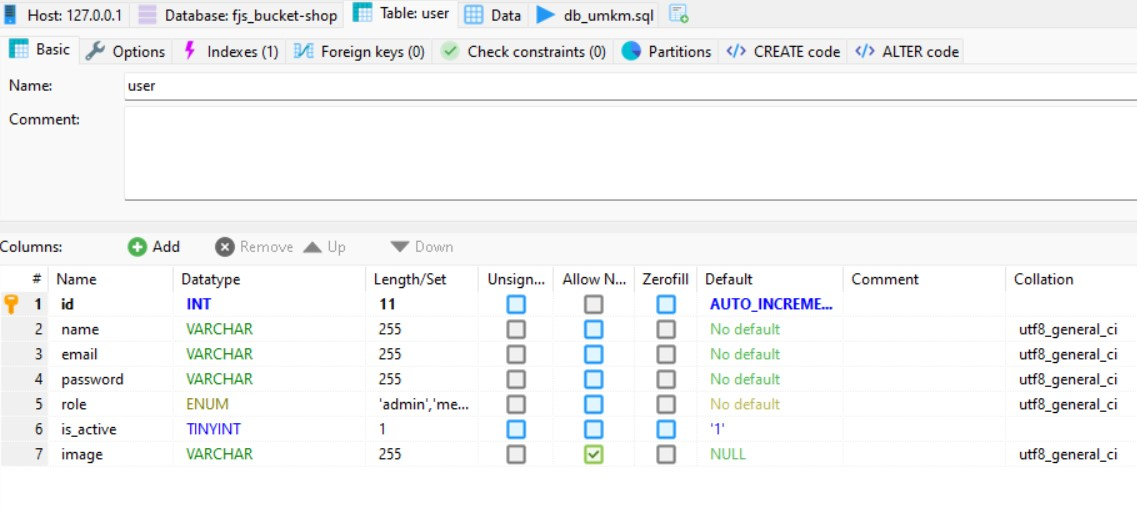 Host: 127.0.0.1 Database: fjs_bucket-shop Table: user Data db_umkm.sql
Basic Options Indexes (1) Foreign keys (0) Check constraints (0) Partitions CREATE code ALTER code
Name: user
Comment:
Columns: Add Remove Up Down
# Name Datatype Length/Set Unsign... Allow N... Zerofill Default Comment Collation
1 id INT 11 AUTO_INCREME...
2 name VARCHAR 255 No default utf8_general_ci
3 email VARCHAR 255 No default utf8_general_ci
4 password VARCHAR 255 No default utf8_general_ci
5 role ENUM 'admin','me... No default utf8_general_ci
6 is_active TINYINT 1 '1'
7 image VARCHAR 255 NULL utf8_general_ci